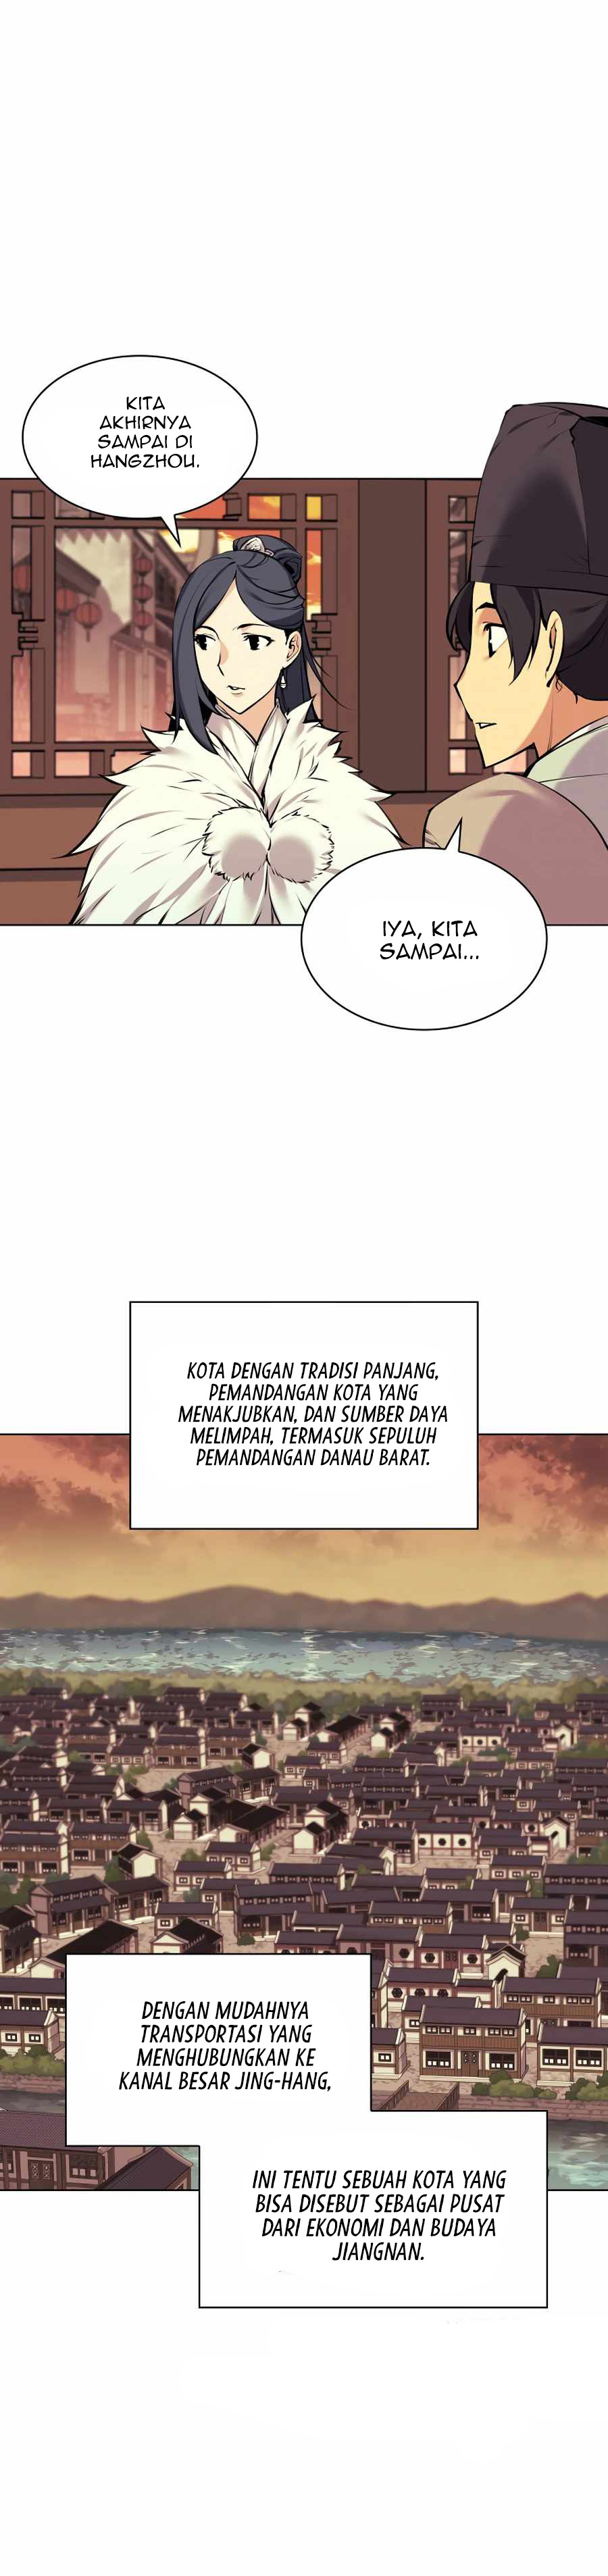 KITA
AKHIRNYA
SAMPAI DI
HANGZHOU.
IYA, KITA
SAMPAI...
KOTA DENGAN TRADISI PANJANG,
PEMANDANGAN KOTA YANG
MENAKJUBKAN, DAN SUMBER DAYA
MELIMPAH, TERMASUK SEPULUH
PEMANDANGAN DANAU BARAT.
DENGAN MUDAHNYA
TRANSPORTASI YANG
MENGHUBUNGKAN KE
KANAL BESAR JING-HANG,
INI TENTU SEBUAH KOTA YANG
BISA DISEBUT SEBAGAI PUSAT
DARI EKONOMI DAN BUDAYA
JIANGNAN.